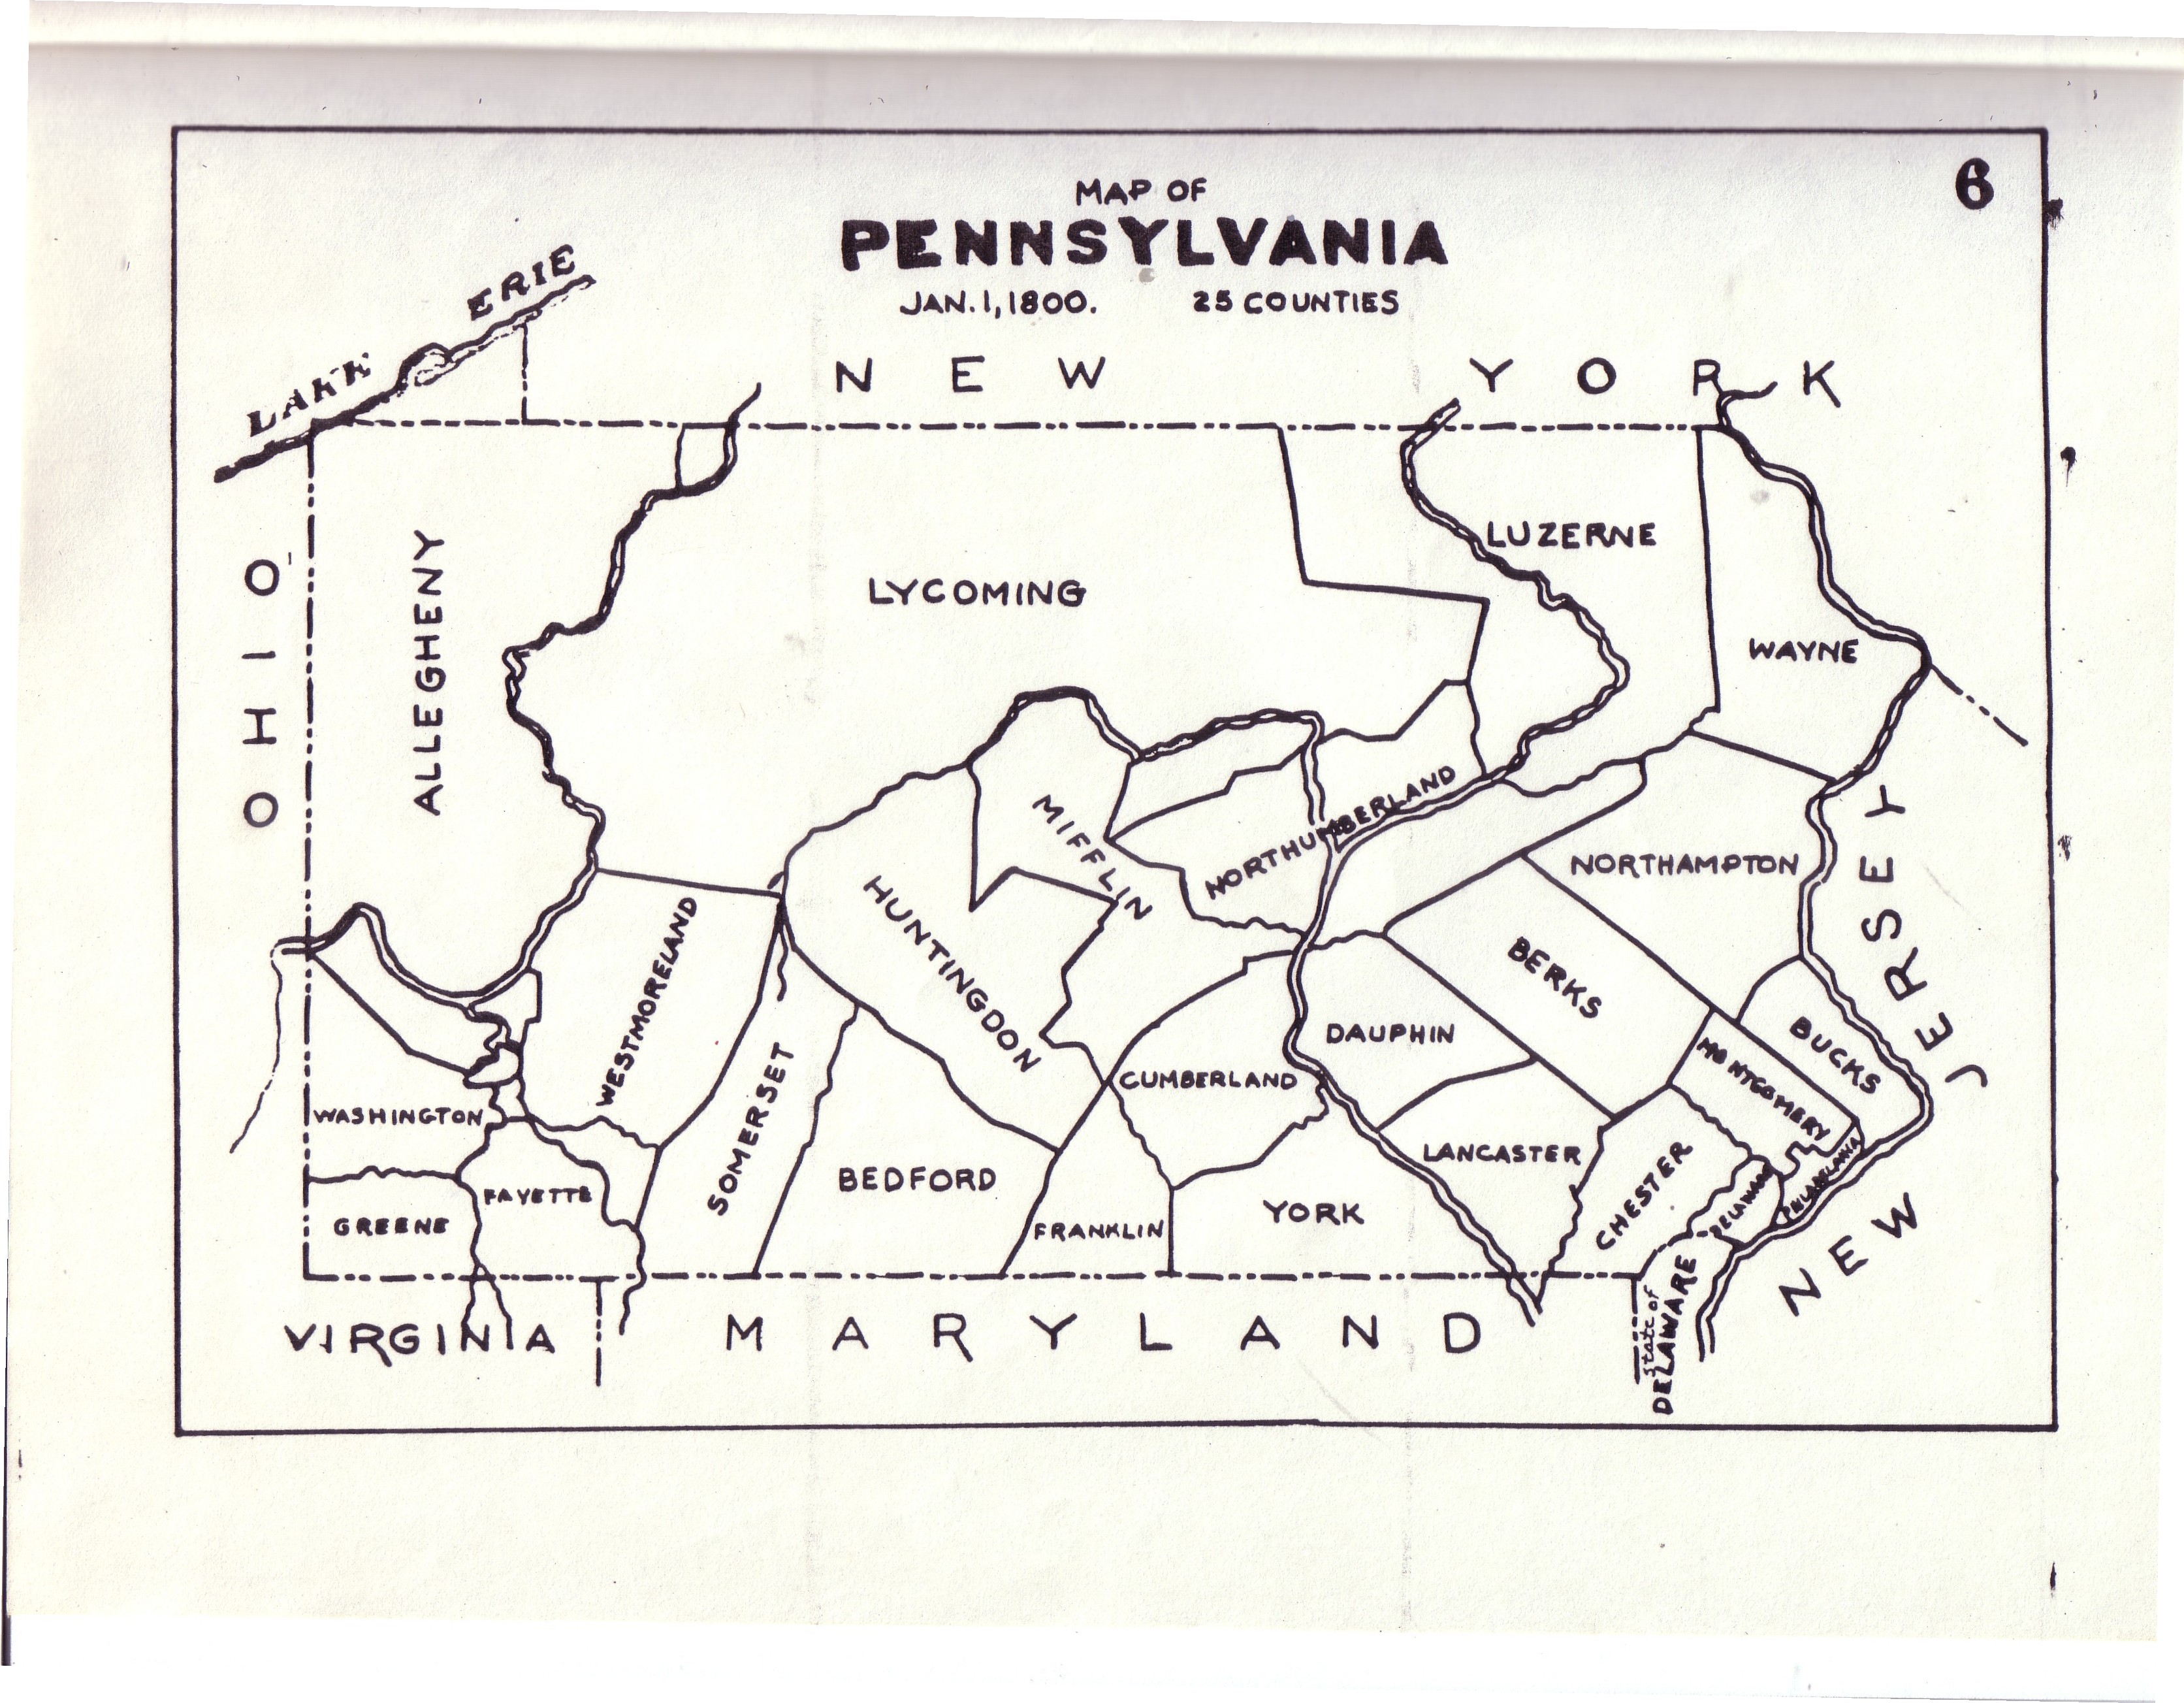 6
MAP OF
PENNSYLVANIA
JAN. 1, 1800. 25 COUNTIES
LAKE ERIE
NEW YORK
OHIO
ALLEGHENY
LYCOMING
LUZERNE
WAYNE
MIFFLIN
NORTHUMBERLAND
NORTHAMPTON
HUNTINGDON
WESTMORELAND
BERKS
DAUPHIN
BUCKS
MONTGOMERY
CUMBERLAND
SOMERSET
WASHINGTON
LANCASTER
CHESTER
DELAWARE
PHILADELPHIA
BEDFORD
FAYETTE
GREENE
FRANKLIN
YORK
NEW JERSEY
VIRGINIA
MARYLAND
State of
DELAWARE